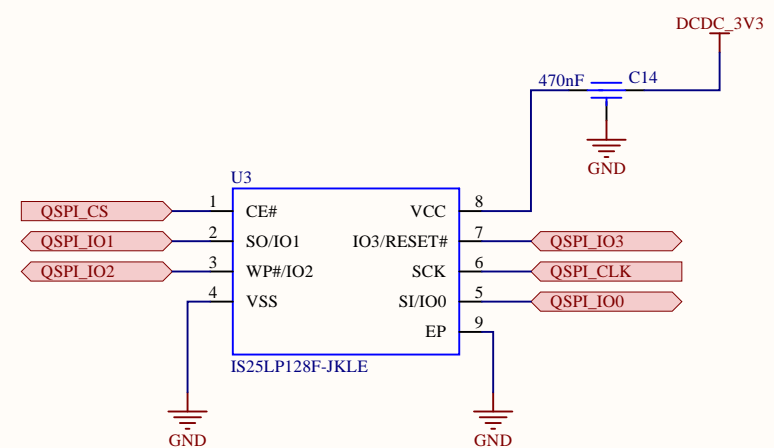 DCDC_3V3
470nF
C14
GND
U3
QSPI_CS
1
CE#
VCC
8
QSPI_IO1
2
SO/IO1
IO3/RESET#
7
QSPI_IO3
QSPI_IO2
3
WP#/IO2
SCK
6
QSPI_CLK
4
VSS
SI/IO0
5
QSPI_IO0
EP
9
IS25LP128F-JKLE
GND
GND